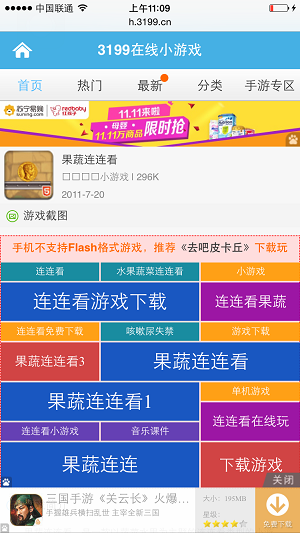 中国联通
上午11:09
h.3199.cn
3199在线小游戏
首页 热门 最新 分类 手游专区
苏宁易购 suning.com redbaby 红孩子
11.11来啦
母婴
11.11万商品限时抢
果蔬连连看
□□□□小游戏 | 296K
2011-7-20
游戏截图
手机不支持Flash格式游戏，推荐《去吧皮卡丘》下载玩
连连看 水果蔬菜连连看 小游戏
连连看游戏下载 连连看果蔬
连连看免费下载 咳嗽尿失禁 游戏下载
果蔬连连看3 果蔬连连看
果蔬连连看1 单机游戏
连连看在线玩
连连看小游戏 音乐课件
果蔬连连 下载游戏
关闭
三国手游《关云长》火爆...
手握雄兵横扫乱世 主宰全新三国
大小: 195MB
星级:
免费下载